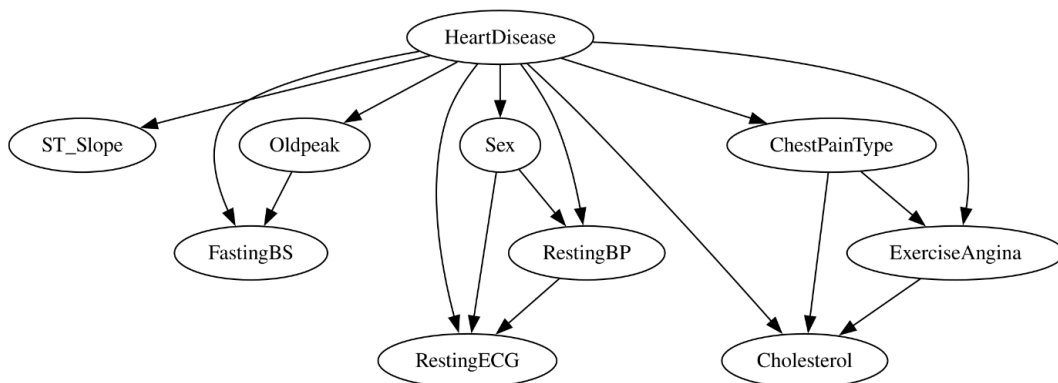 HeartDisease
ST_Slope
Oldpeak
Sex
ChestPainType
FastingBS
RestingBP
ExerciseAngina
RestingECG
Cholesterol